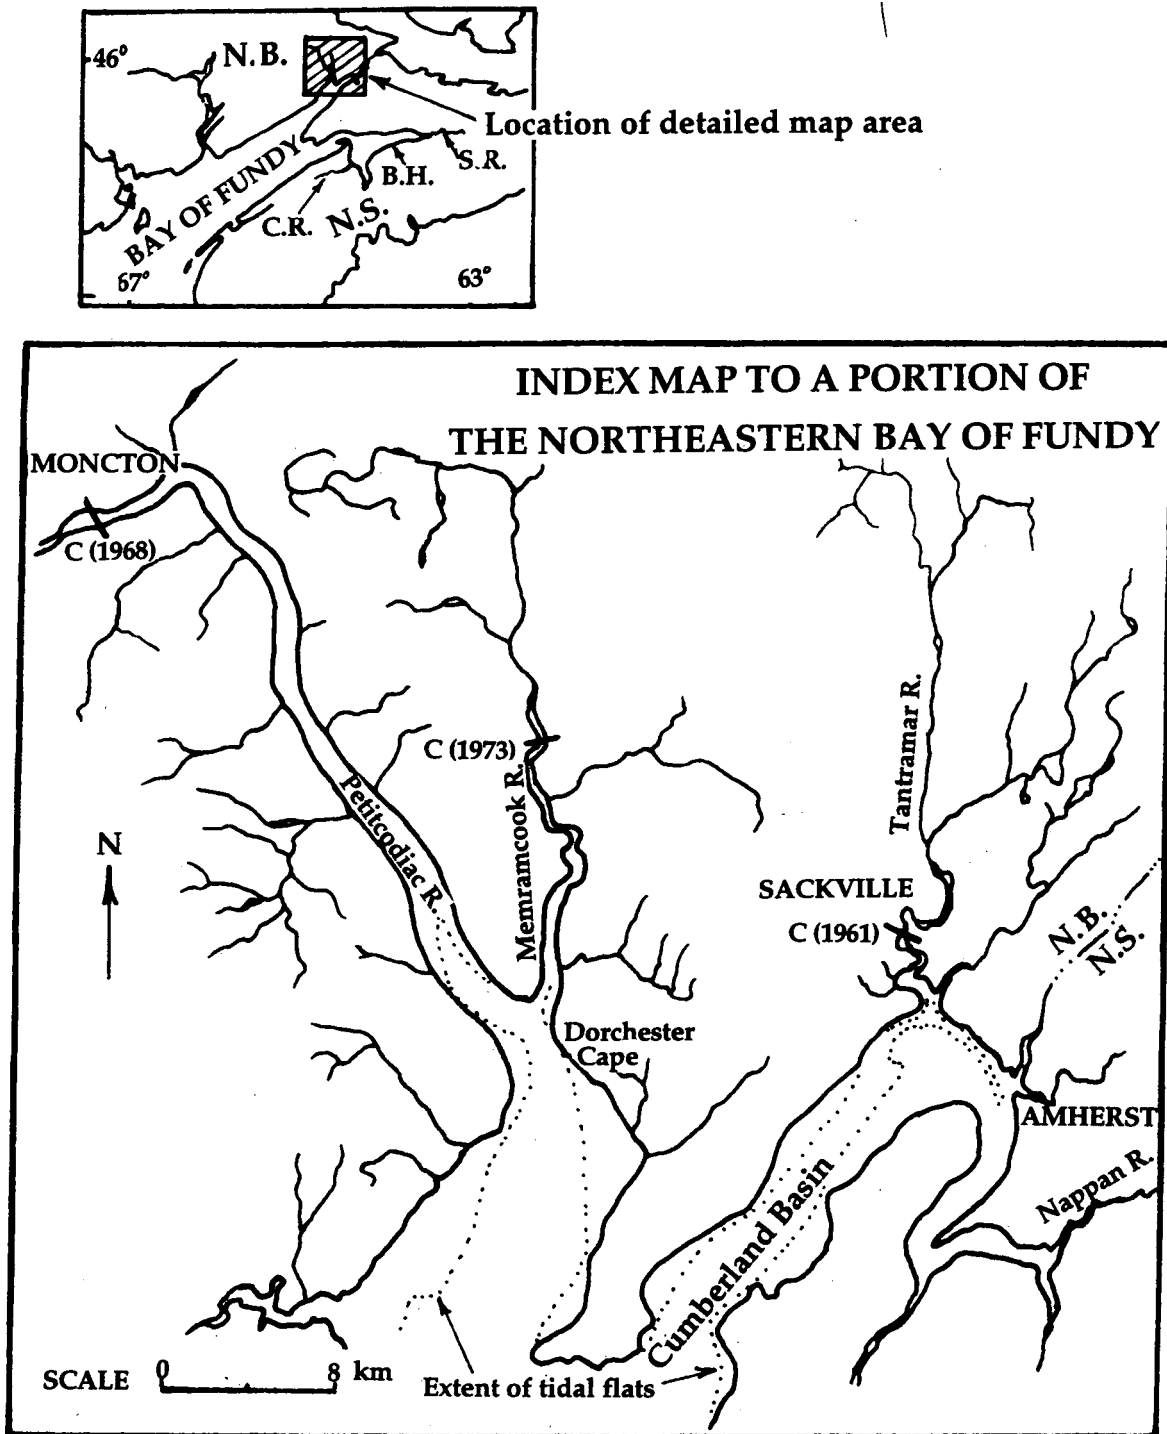 46°
N.B.
Location of detailed map area
S.R.
B.H.
BAY OF FUNDY
C.R.
N.S.
67°
63°
INDEX MAP TO A PORTION OF
THE NORTHEASTERN BAY OF FUNDY
MONCTON
C (1968)
C (1973)
Tantramar R.
Petitcodiac R.
Memramcook R.
N
SACKVILLE
C (1961)
N.B.
N.S.
Dorchester
Cape
AMHERST
Nappan R.
Cumberland Basin
SCALE 0 8 km
Extent of tidal flats